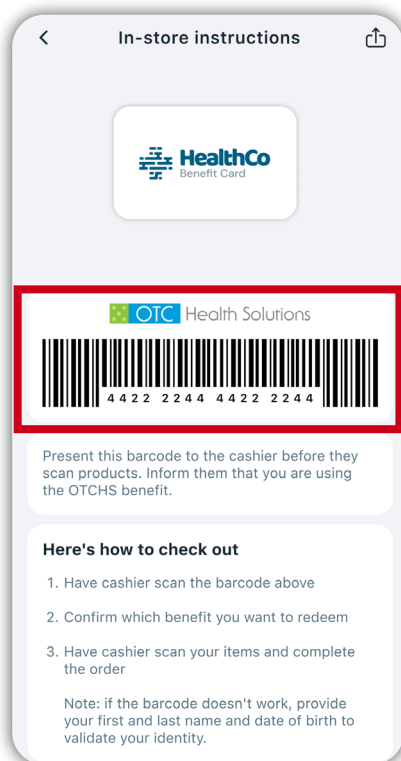 In-store instructions
HealthCo
Benefit Card
OTC Health Solutions
4422 2244 4422 2244
Present this barcode to the cashier before they
scan products. Inform them that you are using
the OTCHS benefit.
Here's how to check out
1. Have cashier scan the barcode above
2. Confirm which benefit you want to redeem
3. Have cashier scan your items and complete
the order
Note: if the barcode doesn't work, provide
your first and last name and date of birth to
validate your identity.